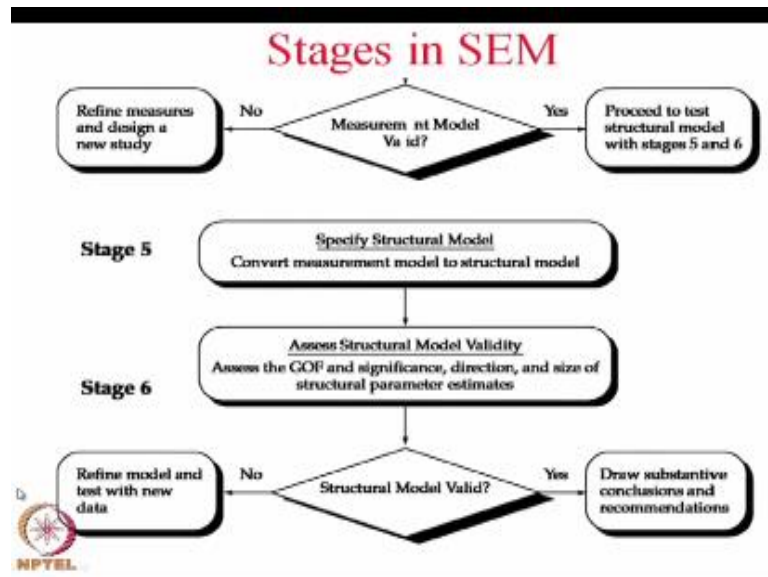 Stages in SEM
Refine measures
and design a
new study
No
Measurem nt Model
Va id?
Yes
Proceed to test
structural model
with stages 5 and 6
Stage 5
Specify Structural Model
Convert measurement model to structural model
Assess Structural Model Validity
Assess the GOF and significance, direction, and size of
structural parameter estimates
Stage 6
Refine model and
test with new
data
No
Structural Model Valid?
Yes
Draw substantive
conclusions and
recommendations
NPTEL